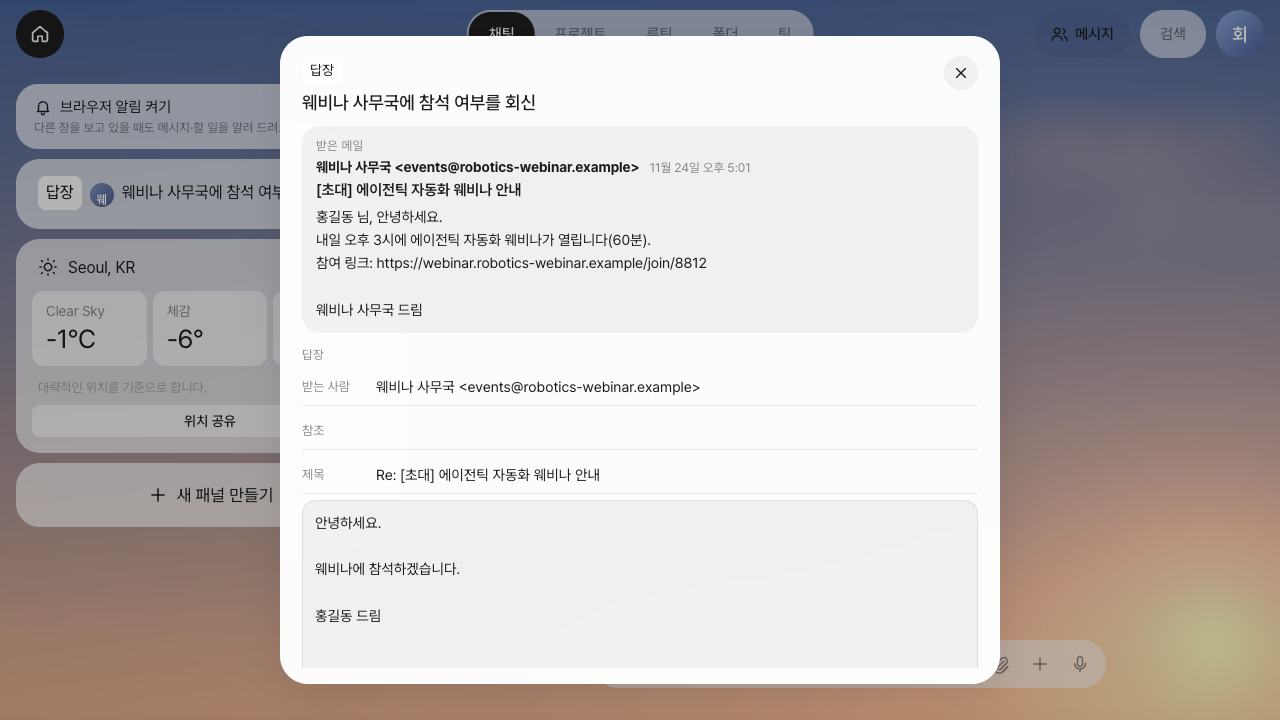 채팅
프로젝트
루틴
폴더
팀
메시지
검색
회
브라우저 알림 켜기
다른 창을 보고 있을 때도 메시지·할 일을 알려 드려
답장
웨
웨비나 사무국에 참석 여부
Seoul, KR
Clear Sky
-1°C
체감
-6°
대략적인 위치를 기준으로 합니다.
위치 공유
새 패널 만들기
답장
웨비나 사무국에 참석 여부를 회신
받은 메일
웨비나 사무국 <events@robotics-webinar.example> 11월 24일 오후 5:01
[초대] 에이전틱 자동화 웨비나 안내
홍길동 님, 안녕하세요.
내일 오후 3시에 에이전틱 자동화 웨비나가 열립니다(60분).
참여 링크: https://webinar.robotics-webinar.example/join/8812
웨비나 사무국 드림
답장
받는 사람 웨비나 사무국 <events@robotics-webinar.example>
참조
제목 Re: [초대] 에이전틱 자동화 웨비나 안내
안녕하세요.
웨비나에 참석하겠습니다.
홍길동 드림